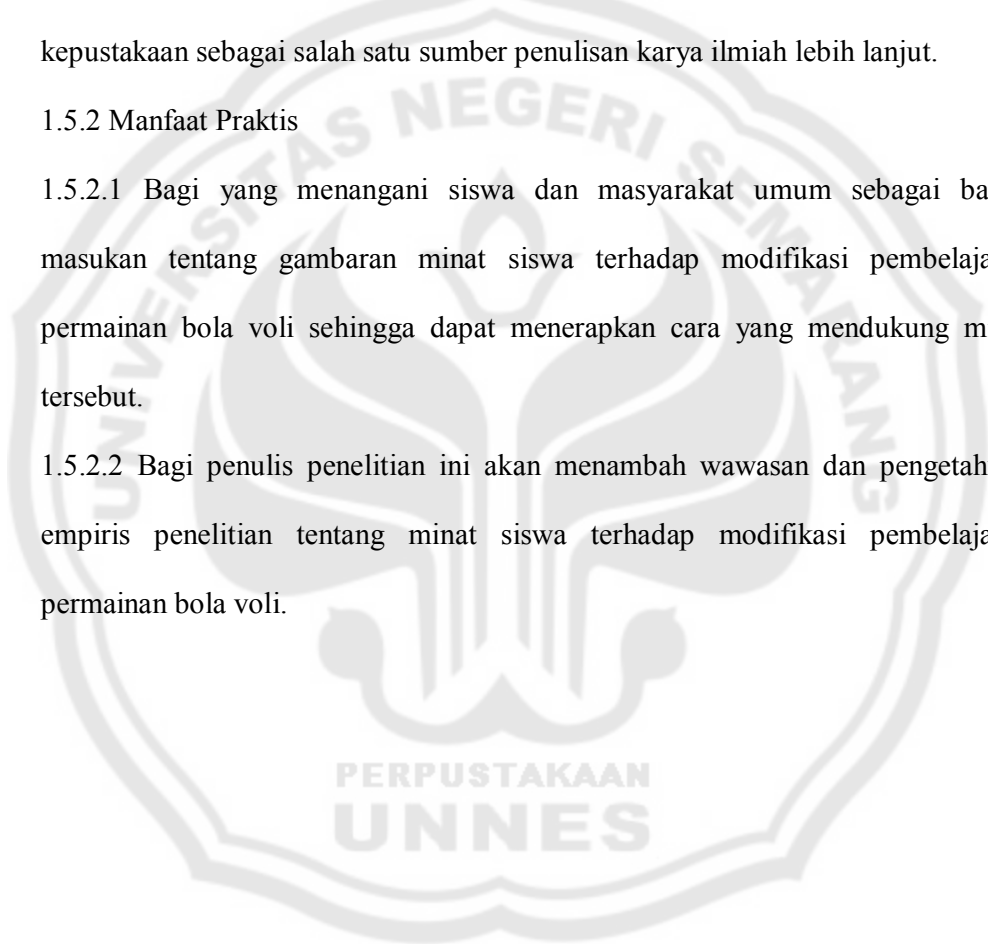 kepustakaan sebagai salah satu sumber penulisan karya ilmiah lebih lanjut.
1.5.2 Manfaat Praktis
1.5.2.1 Bagi yang menangani siswa dan masyarakat umum sebagai ba
masukan tentang gambaran minat siswa terhadap modifikasi pembelaja
permainan bola voli sehingga dapat menerapkan cara yang mendukung m
tersebut.
1.5.2.2 Bagi penulis penelitian ini akan menambah wawasan dan pengetah
empiris penelitian tentang minat siswa terhadap modifikasi pembelaja
permainan bola voli.
UNIVERSITAS NEGERI SEMARANG
PERPUSTAKAAN
UNNES